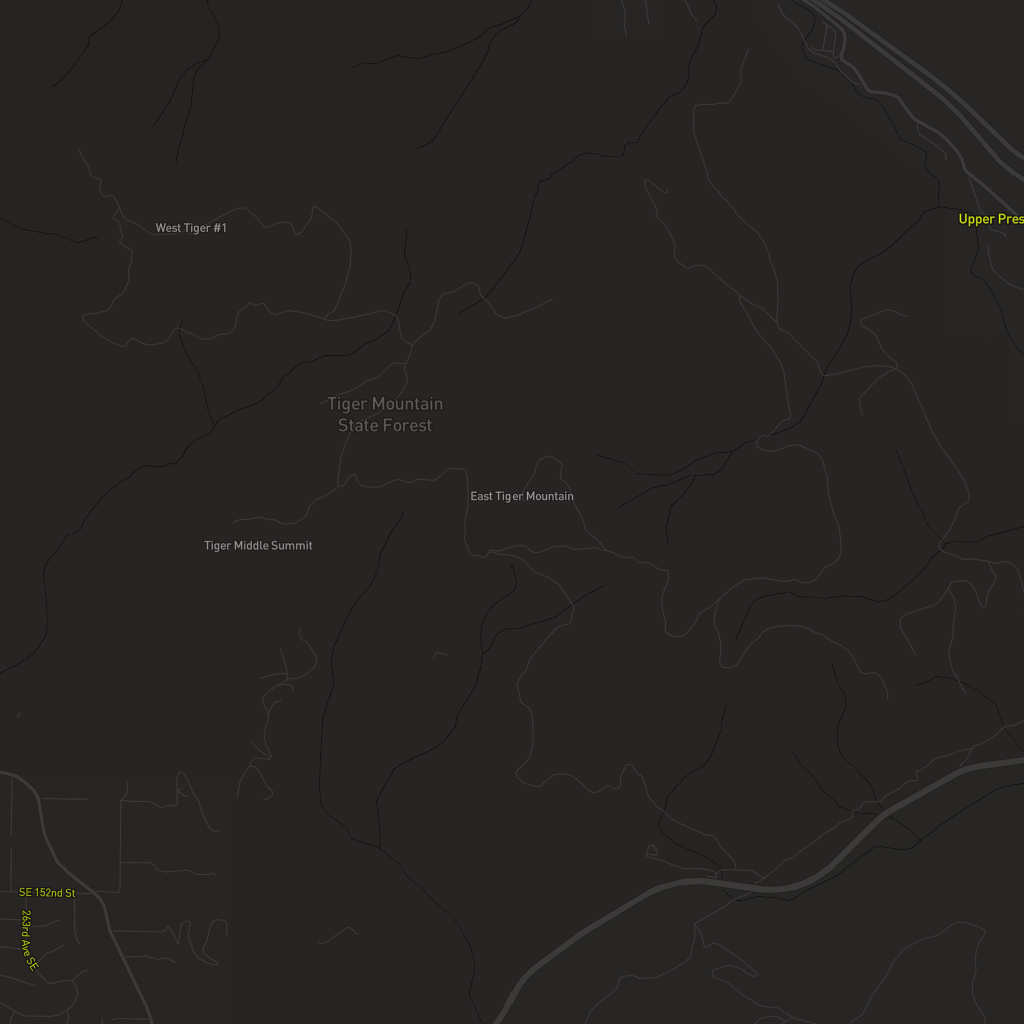 Upper Pres
West Tiger #1
Tiger Mountain
State Forest
East Tiger Mountain
Tiger Middle Summit
SE 152nd St
263rd Ave SE